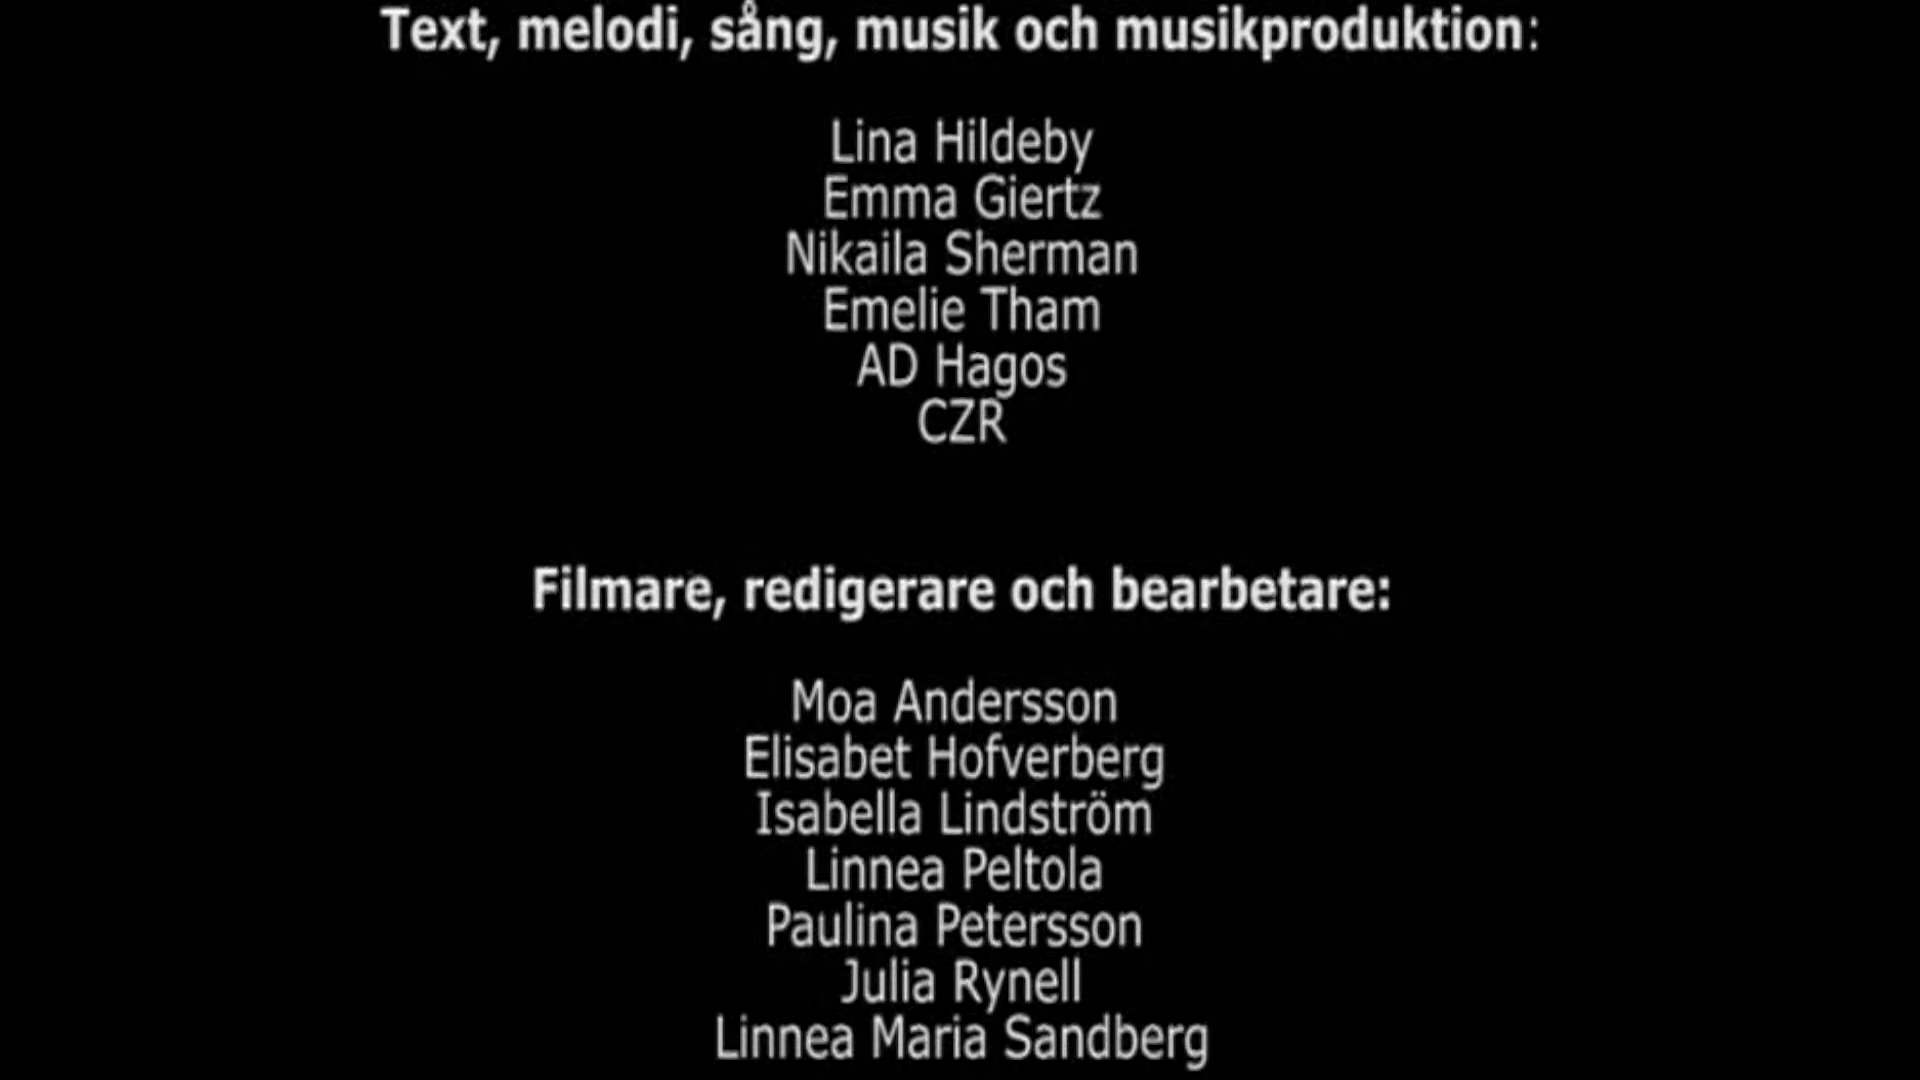 Text, melodi, sång, musik och musikproduktion:
Lina Hildeby
Emma Giertz
Nikaila Sherman
Emelie Tham
AD Hagos
CZR
Filmare, redigerare och bearbetare:
Moa Andersson
Elisabet Hofverberg
Isabella Lindström
Linnea Peltola
Paulina Petersson
Julia Rynell
Linnea Maria Sandberg